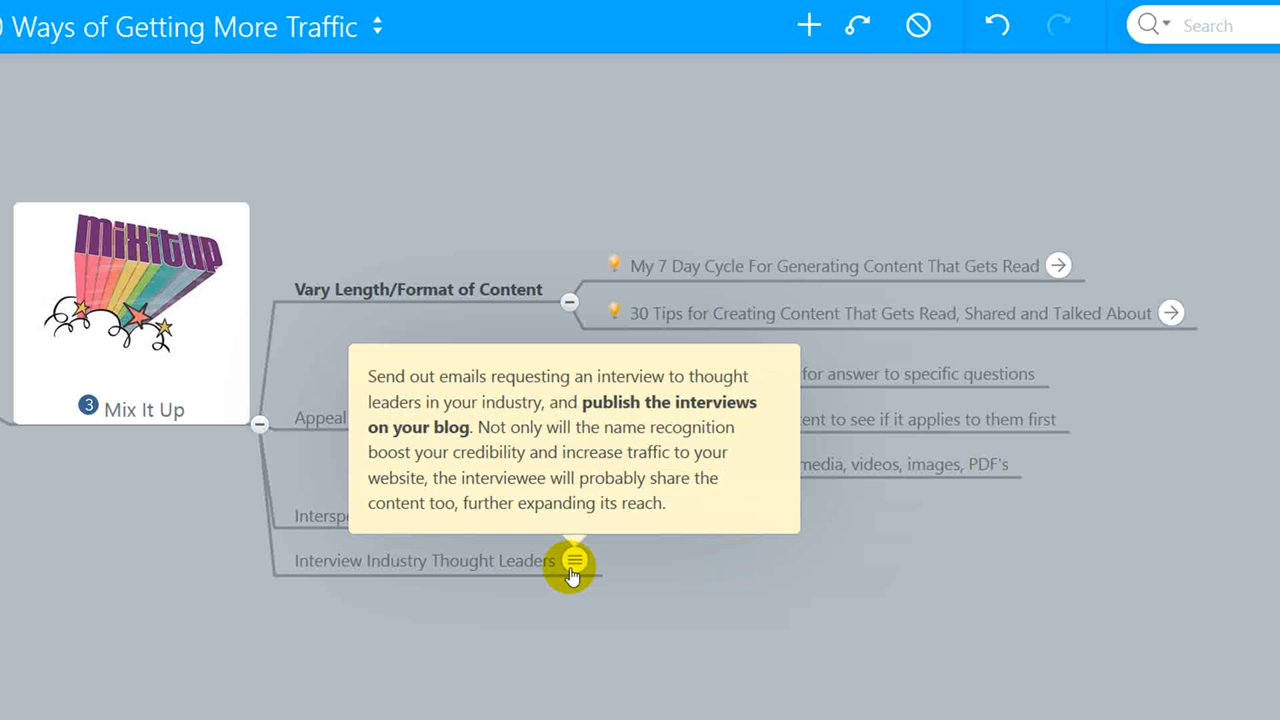 Ways of Getting More Traffic
Search
mixitup
My 7 Day Cycle For Generating Content That Gets Read
Vary Length/Format of Content
30 Tips for Creating Content That Gets Read, Shared and Talked About
Send out emails requesting an interview to thought
leaders in your industry, and publish the interviews
on your blog. Not only will the name recognition
boost your credibility and increase traffic to your
website, the interviewee will probably share the
content too, further expanding its reach.
for answer to specific questions
3 Mix It Up
Appeal
to see if it applies to them first
videos, images, PDF's
Interview Industry Thought Leaders